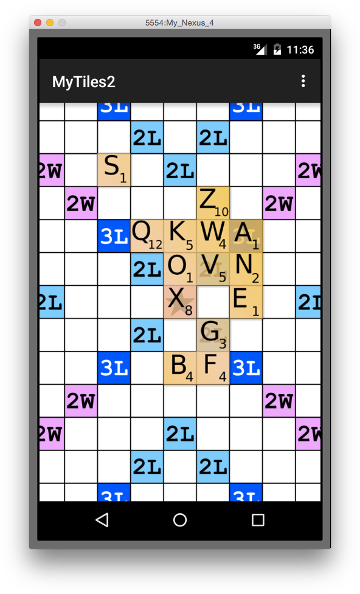 5554:My_Nexus_4
3G 11:36
MyTiles2
3L 3L
2L 2L
2W S1 2L 2W
2W Z10 2W
3L Q12 K5 W4 A1
2L O1 V5 N2
2L X8 E1 2L
2L G3
3L B4 F4 3L
2W 2W
2W 2L 2W
2L 2L
3L 3L